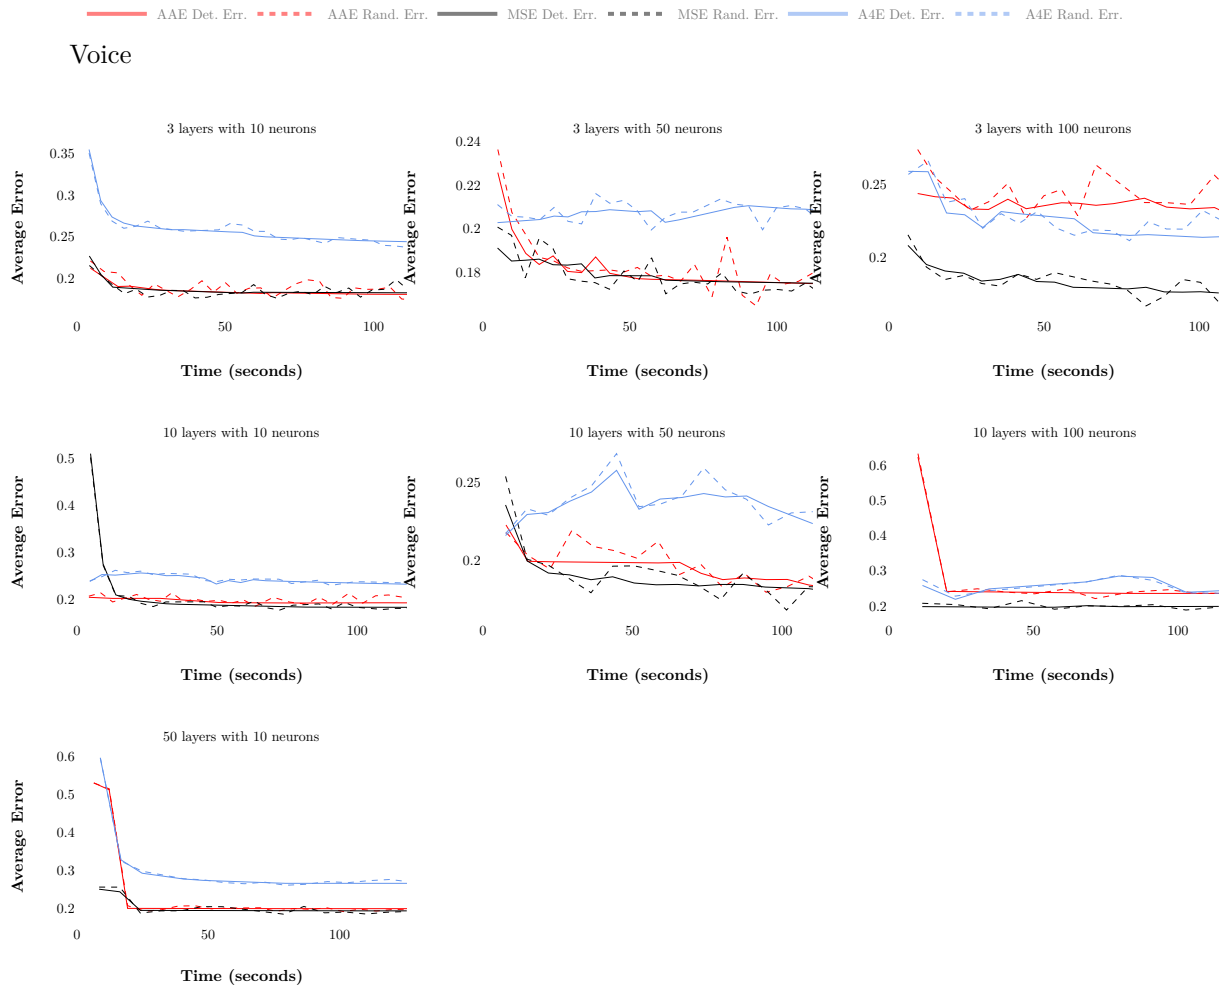 AAE Det. Err. AAE Rand. Err. MSE Det. Err. MSE Rand. Err. A4E Det. Err. A4E Rand. Err.
Voice
3 layers with 10 neurons
Average Error
0.35
0.3
0.25
0.2
0 50 100
Time (seconds)
3 layers with 50 neurons
Average Error
0.24
0.22
0.2
0.18
0 50 100
Time (seconds)
3 layers with 100 neurons
Average Error
0.25
0.2
0 50 100
Time (seconds)
10 layers with 10 neurons
Average Error
0.5
0.4
0.3
0.2
0 50 100
Time (seconds)
10 layers with 50 neurons
Average Error
0.25
0.2
0 50 100
Time (seconds)
10 layers with 100 neurons
Average Error
0.6
0.5
0.4
0.3
0.2
0 50 100
Time (seconds)
50 layers with 10 neurons
Average Error
0.6
0.5
0.4
0.3
0.2
0 50 100
Time (seconds)